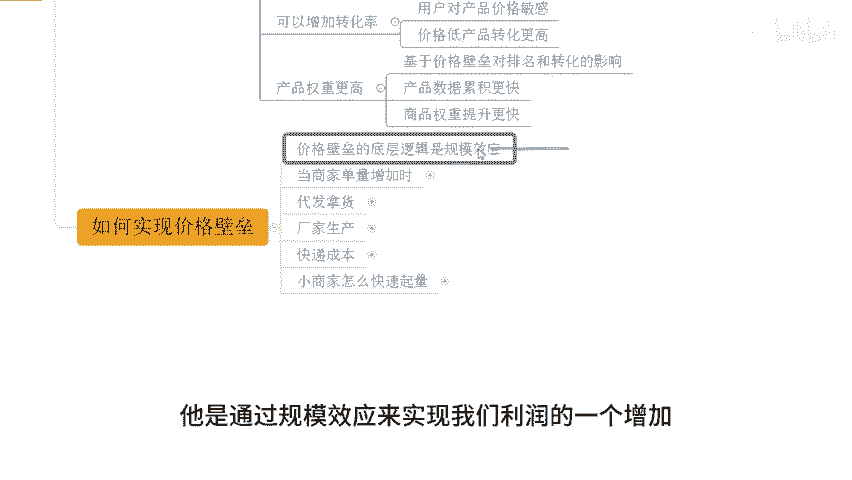 用户对产品价格敏感
可以增加转化率
价格低产品转化更高
基于价格壁垒对排名和转化的影响
产品权重更高
产品数据累积更快
商品权重提升更快
价格壁垒的底层逻辑是规模效应
当商家单量增加时
代发拿货
如何实现价格壁垒
厂家生产
快递成本
小商家怎么快速起量
他是通过规模效应来实现我们利润的一个增加